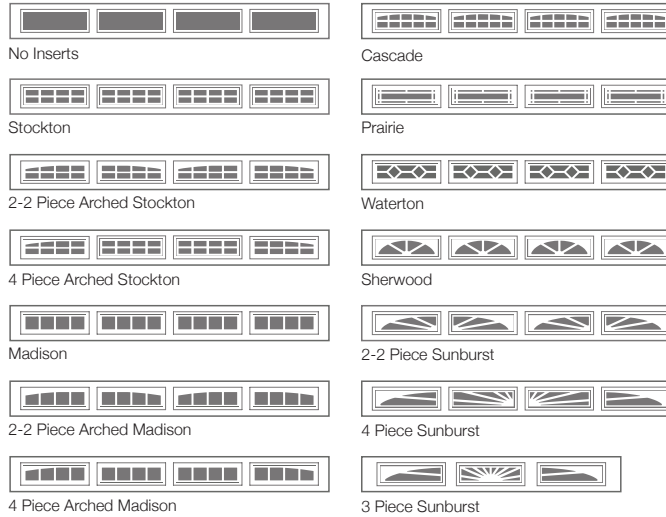 No Inserts
Stockton
2-2 Piece Arched Stockton
4 Piece Arched Stockton
Madison
2-2 Piece Arched Madison
4 Piece Arched Madison
Cascade
Prairie
Waterton
Sherwood
2-2 Piece Sunburst
4 Piece Sunburst
3 Piece Sunburst